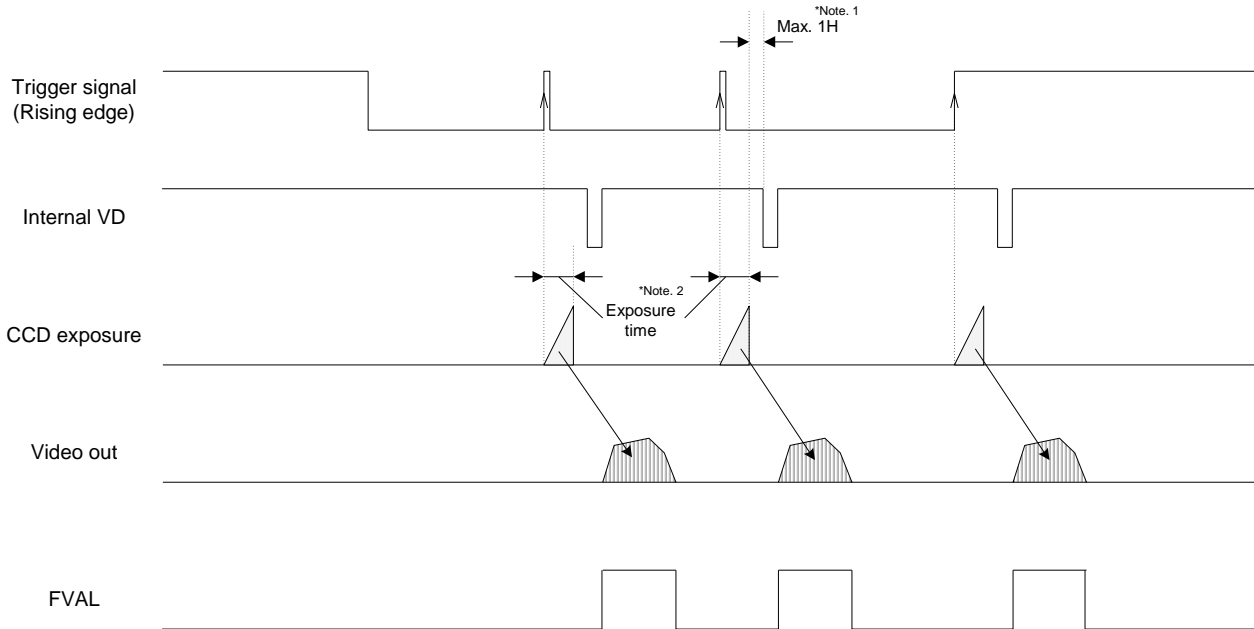 *Note. 1
Max. 1H
Trigger signal
(Rising edge)
Internal VD
*Note. 2
Exposure
time
CCD exposure
Video out
FVAL